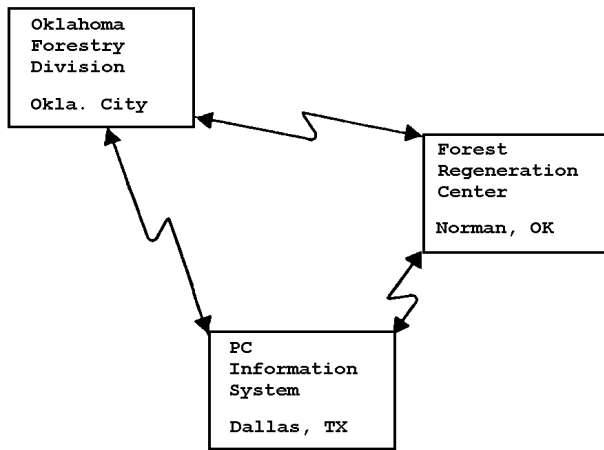 Oklahoma
Forestry
Division
Okla. City
Forest
Regeneration
Center
Norman, OK
PC
Information
System
Dallas, TX